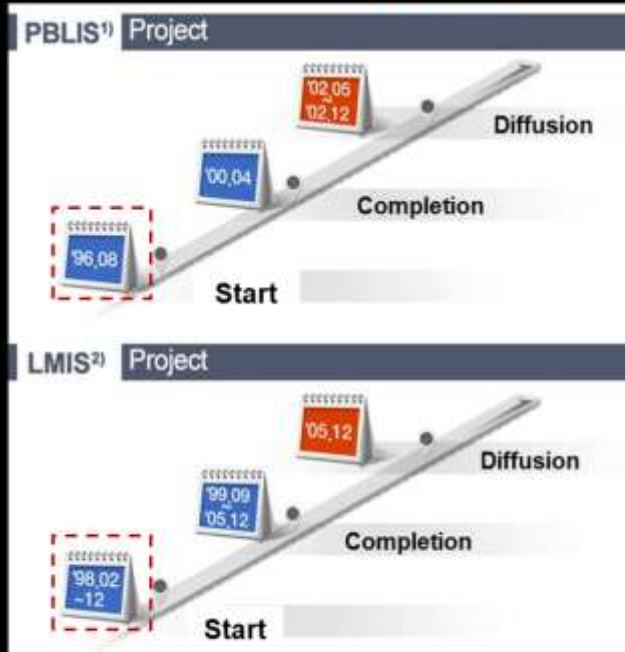 PBLIS¹⁾ Project
'02,05
~
'02,12
Diffusion
'00,04
Completion
'96,08
Start
LMIS²⁾ Project
'05,12
Diffusion
'99,09
~
'05,12
Completion
'98,02
~12
Start